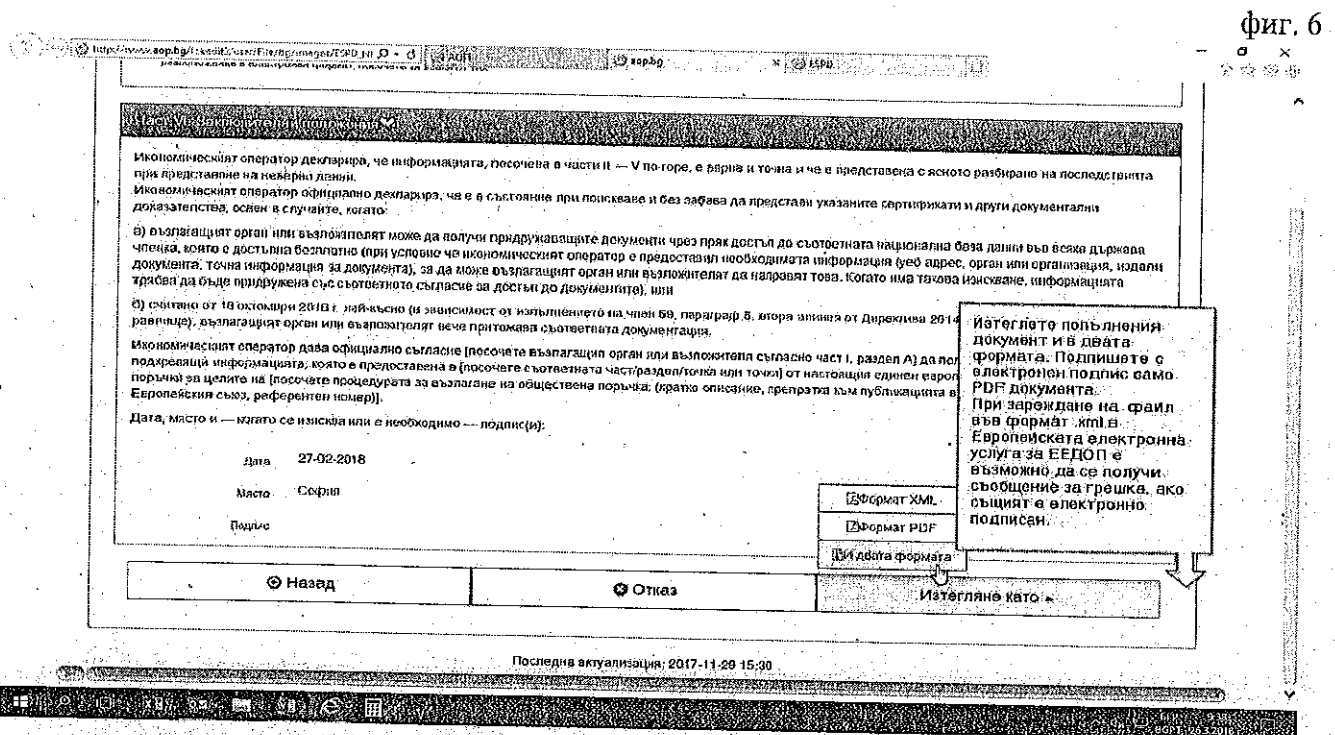 фиг. 6
aop.bg
Икономическият оператор декларира, че информацията, посочена в части II — V по-горе, е вярна и точна и че е представена с ясното разбиране на последствията
при представяне на неверни данни.
Икономическият оператор официално декларира, че е в състояние при поискване и без забава да представи указаните сертификати и други документални
доказателства, освен в случаите, когато:
а) възлагащият орган или възложителят може да получи придружаващите документи чрез пряк достъп до съответната национална база данни във всяка държава
членка, която е достъпна безплатно (при условие че икономическият оператор е предоставил необходимата информация (уеб адрес, орган или организация, издали
документа, точна информация за документа), за да може възлагащият орган или възложителят да направят това. Когато има такова изискване, информацията
трябва да бъде придружена със съответното съгласие за достъп до документите), или
б) считано от 18 октомври 2018 г. най-късно (в зависимост от изпълнението на член 59, параграф 5, втора алинея от Директива 2014
равнище), възлагащият орган или възложителят вече притежава съответната документация.
Икономическият оператор дава официално съгласие [посочете възлагащия орган или възложителя съгласно част I, раздел А] да пол
подкрепящи информацията, която е предоставена в [посочете съответната част/раздел/точка или точки] от настоящия единен европ
поръчки за целите на [посочете процедурата за възлагане на обществена поръчка: (кратко описание, препратка към публикацията в
Европейския съюз, референтен номер)].
Дата, място и — когато се изисква или е необходимо — подпис(и):
Дата 27-02-2018
Място София
Подпис
Изтеглете попълнения
документ и в двата
формата. Подпишете с
електронен подпис само
PDF документа.
При зареждане на файл
във формат .xml в
Европейската електронна
услуга за ЕЕДОП е
възможно да се получи
съобщение за грешка, ако
същият е електронно
подписан.
Формат XML
Формат PDF
И двата формата
Назад
Отказ
Изтегляне като
Последна актуализация: 2017-11-29 15:30